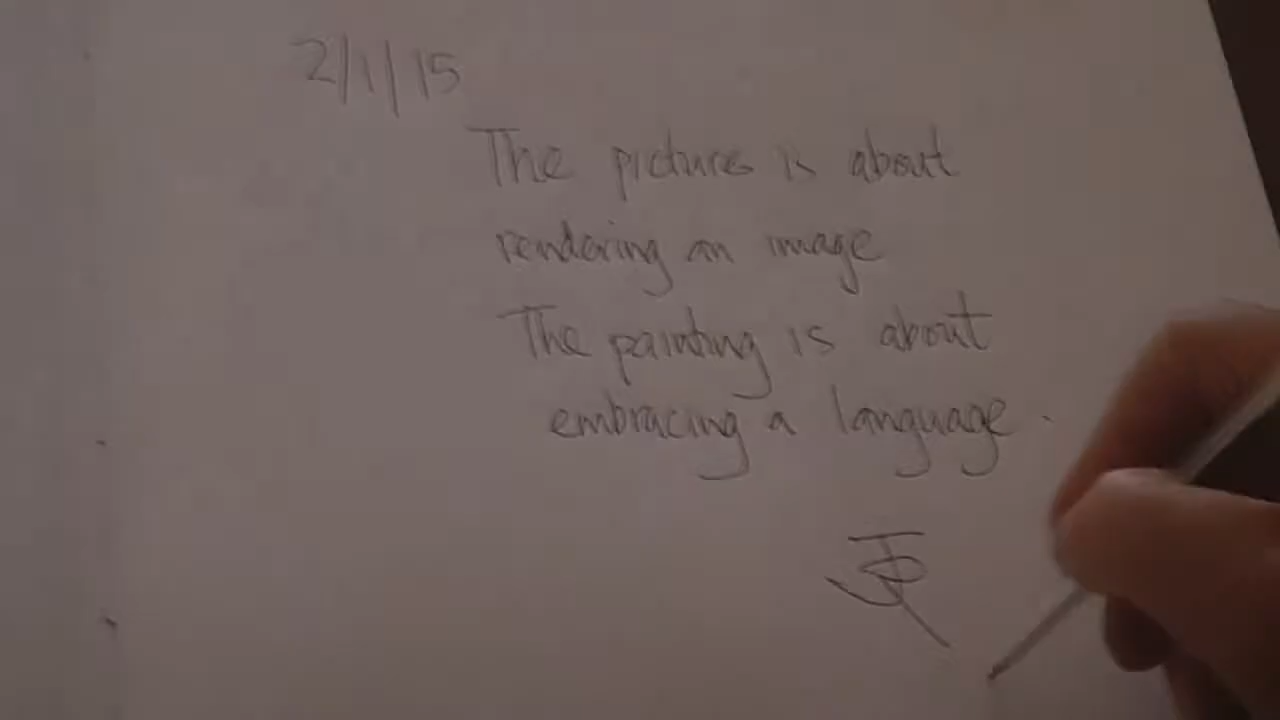 2/1/15
The picture is about
rendering an image
The painting is about
embracing a language.